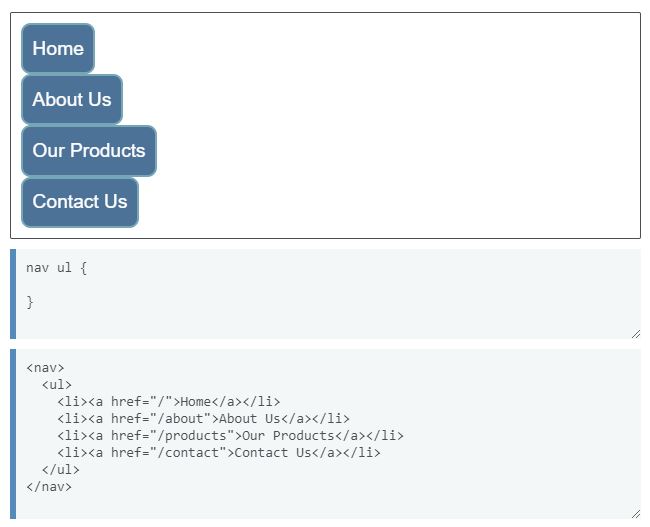 Home
About Us
Our Products
Contact Us
nav ul {
}
<nav>
  <ul>
    <li><a href="/">Home</a></li>
    <li><a href="/about">About Us</a></li>
    <li><a href="/products">Our Products</a></li>
    <li><a href="/contact">Contact Us</a></li>
  </ul>
</nav>